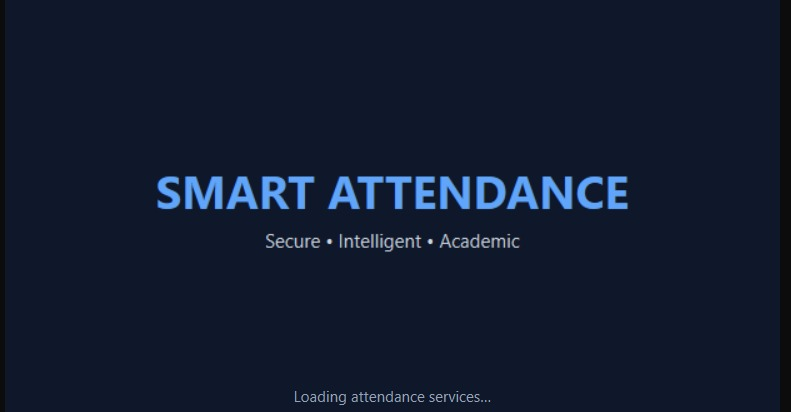 SMART ATTENDANCE
Secure • Intelligent • Academic
Loading attendance services...